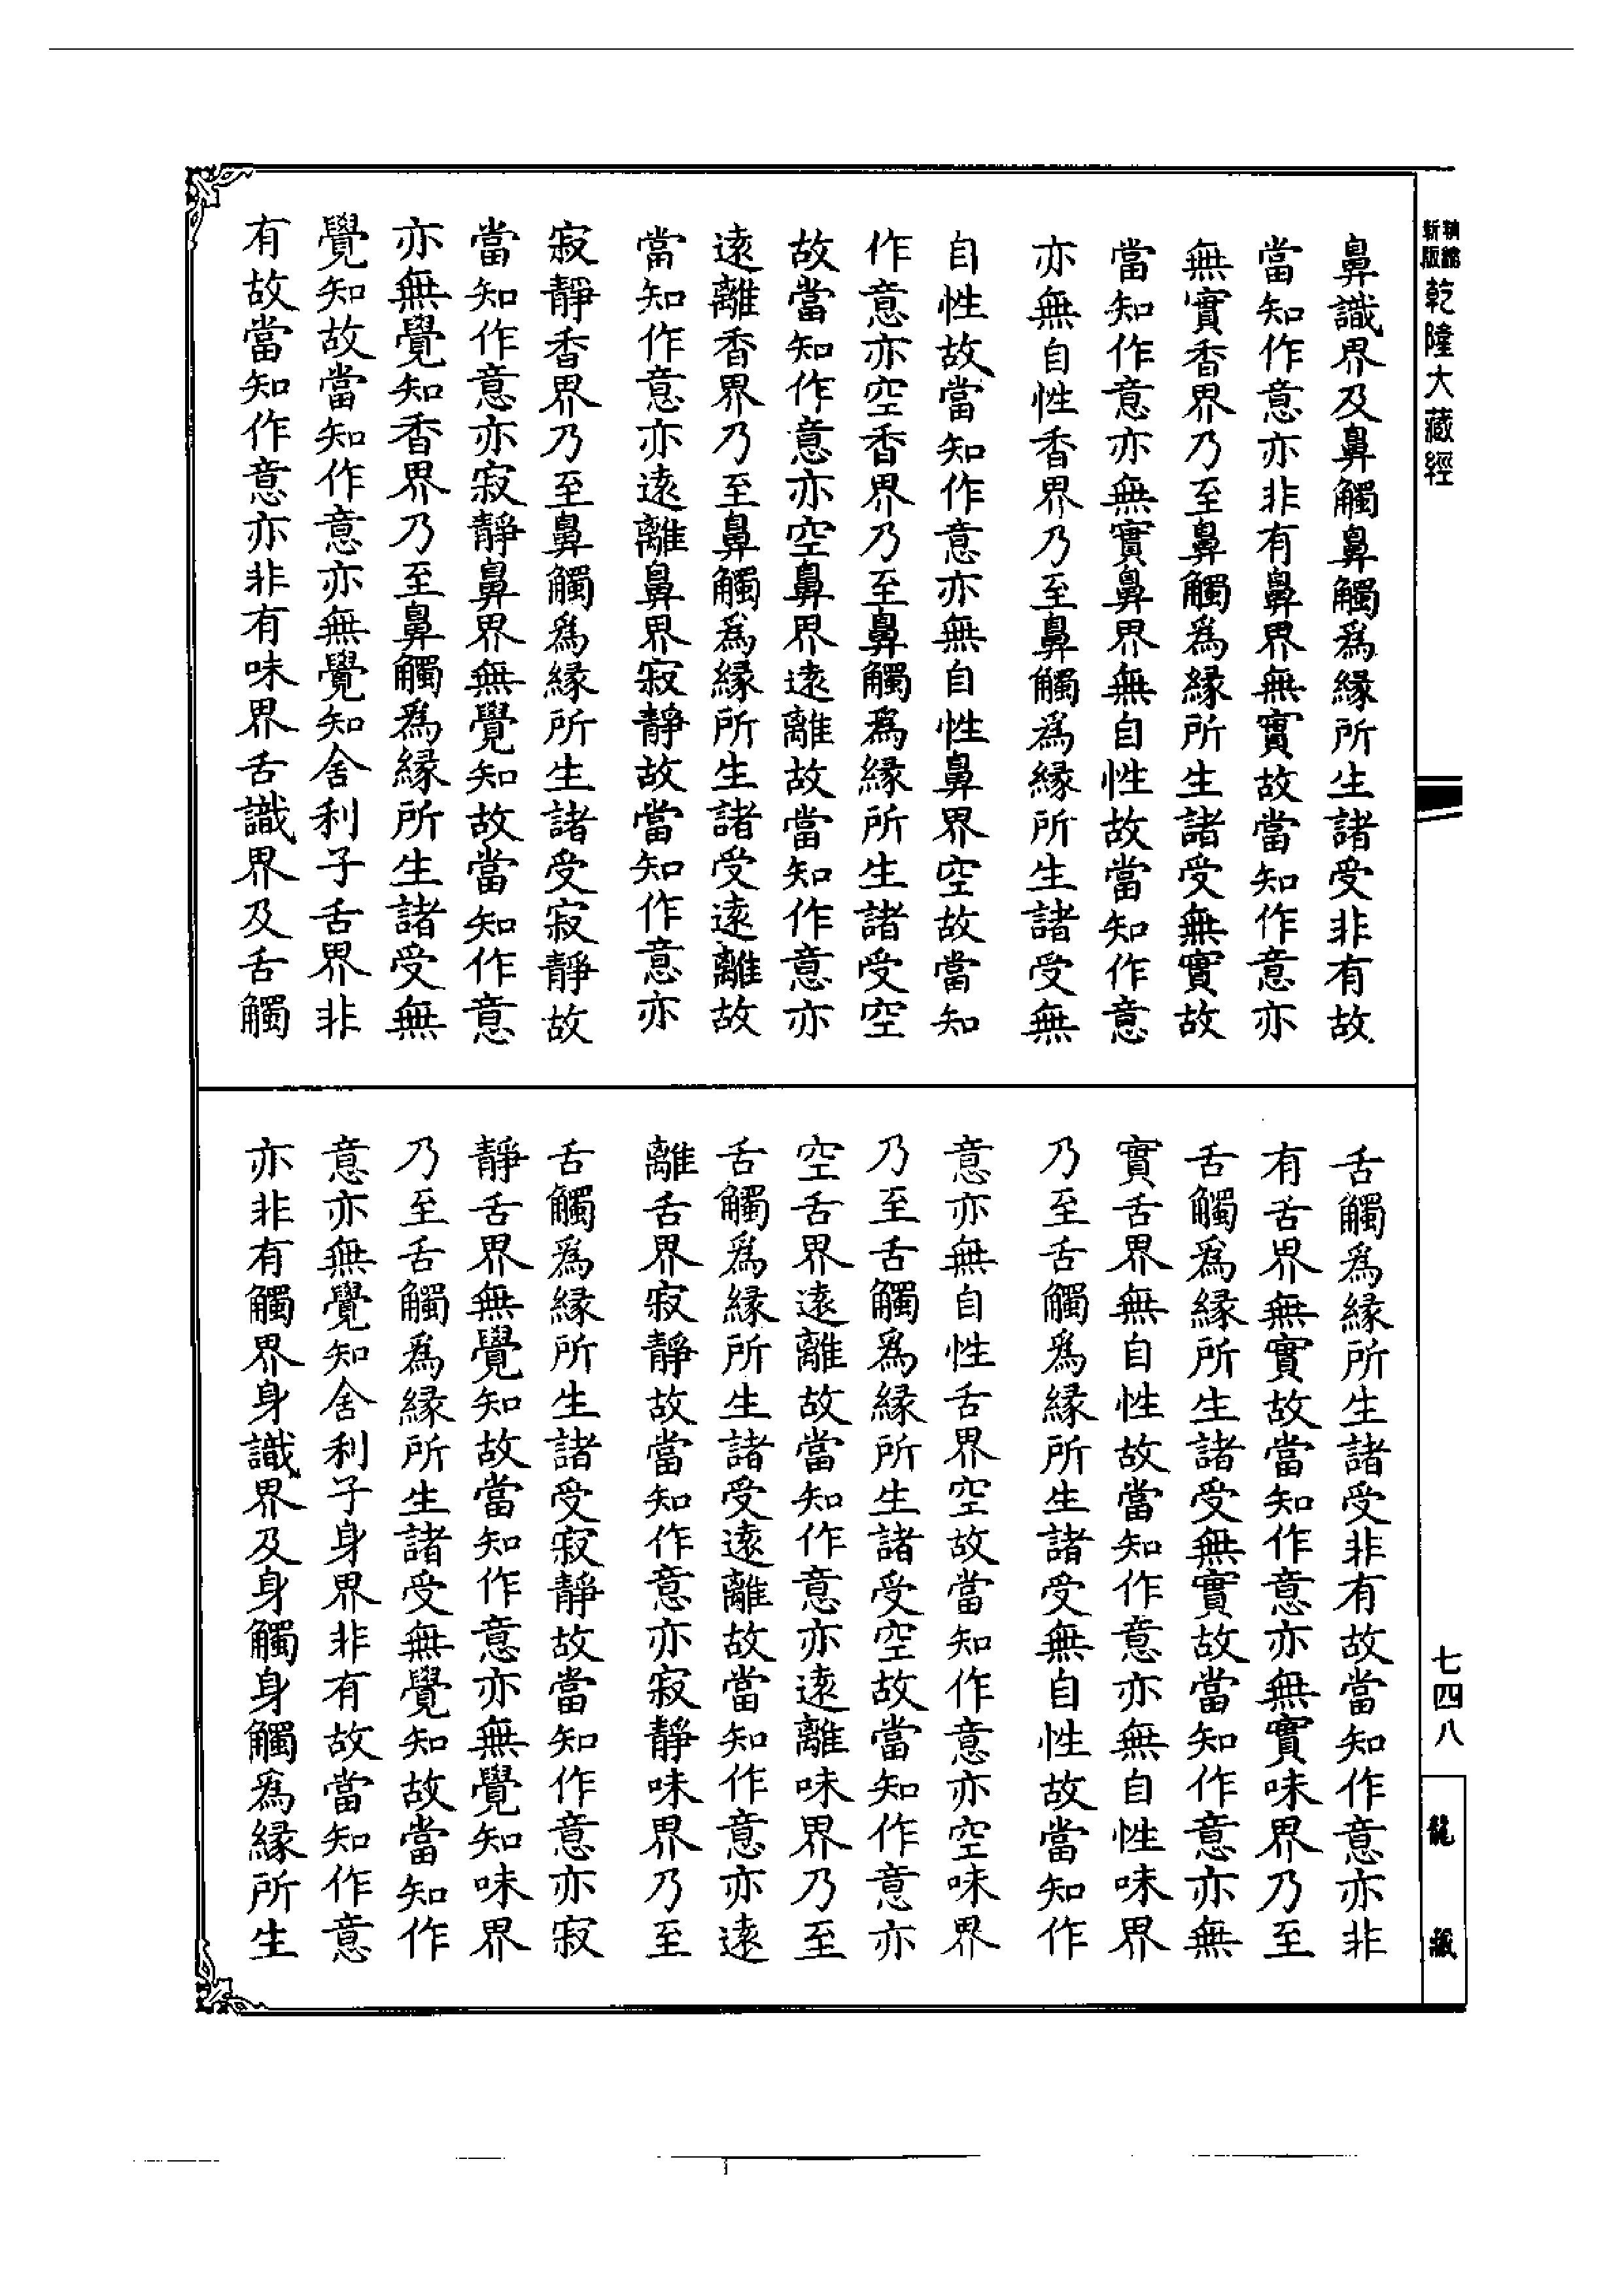 新版
乾隆大藏經
鼻識界及鼻觸鼻觸為緣所生諸受非有故
當知作意亦非有鼻界無實故當知作意亦
無實香界乃至鼻觸為緣所生諸受無實故
當知作意亦無實鼻界無自性故當知作意
亦無自性香界乃至鼻觸為緣所生諸受無
自性故當知作意亦無自性鼻界空故當知
作意亦空香界乃至鼻觸為緣所生諸受空
故當知作意亦空鼻界遠離故當知作意亦
遠離香界乃至鼻觸為緣所生諸受遠離故
當知作意亦遠離鼻界寂靜故當知作意亦
寂靜香界乃至鼻觸為緣所生諸受寂靜故
當知作意亦寂靜鼻界無覺知故當知作意
亦無覺知香界乃至鼻觸為緣所生諸受無
覺知故當知作意亦無覺知舍利子舌界非
有故當知作意亦非有味界舌識界及舌觸
舌觸為緣所生諸受非有故當知作意亦非
有舌界無實故當知作意亦無實味界乃至
舌觸為緣所生諸受無實故當知作意亦無
實舌界無自性故當知作意亦無自性味界
乃至舌觸為緣所生諸受無自性故當知作
意亦無自性舌界空故當知作意亦空味界
乃至舌觸為緣所生諸受空故當知作意亦
空舌界遠離故當知作意亦遠離味界乃至
舌觸為緣所生諸受遠離故當知作意亦遠
離舌界寂靜故當知作意亦寂靜味界乃至
舌觸為緣所生諸受寂靜故當知作意亦寂
靜舌界無覺知故當知作意亦無覺知味界
乃至舌觸為緣所生諸受無覺知故當知作
意亦無覺知舍利子身界非有故當知作意
亦非有觸界身識界及身觸身觸為緣所生
七四八